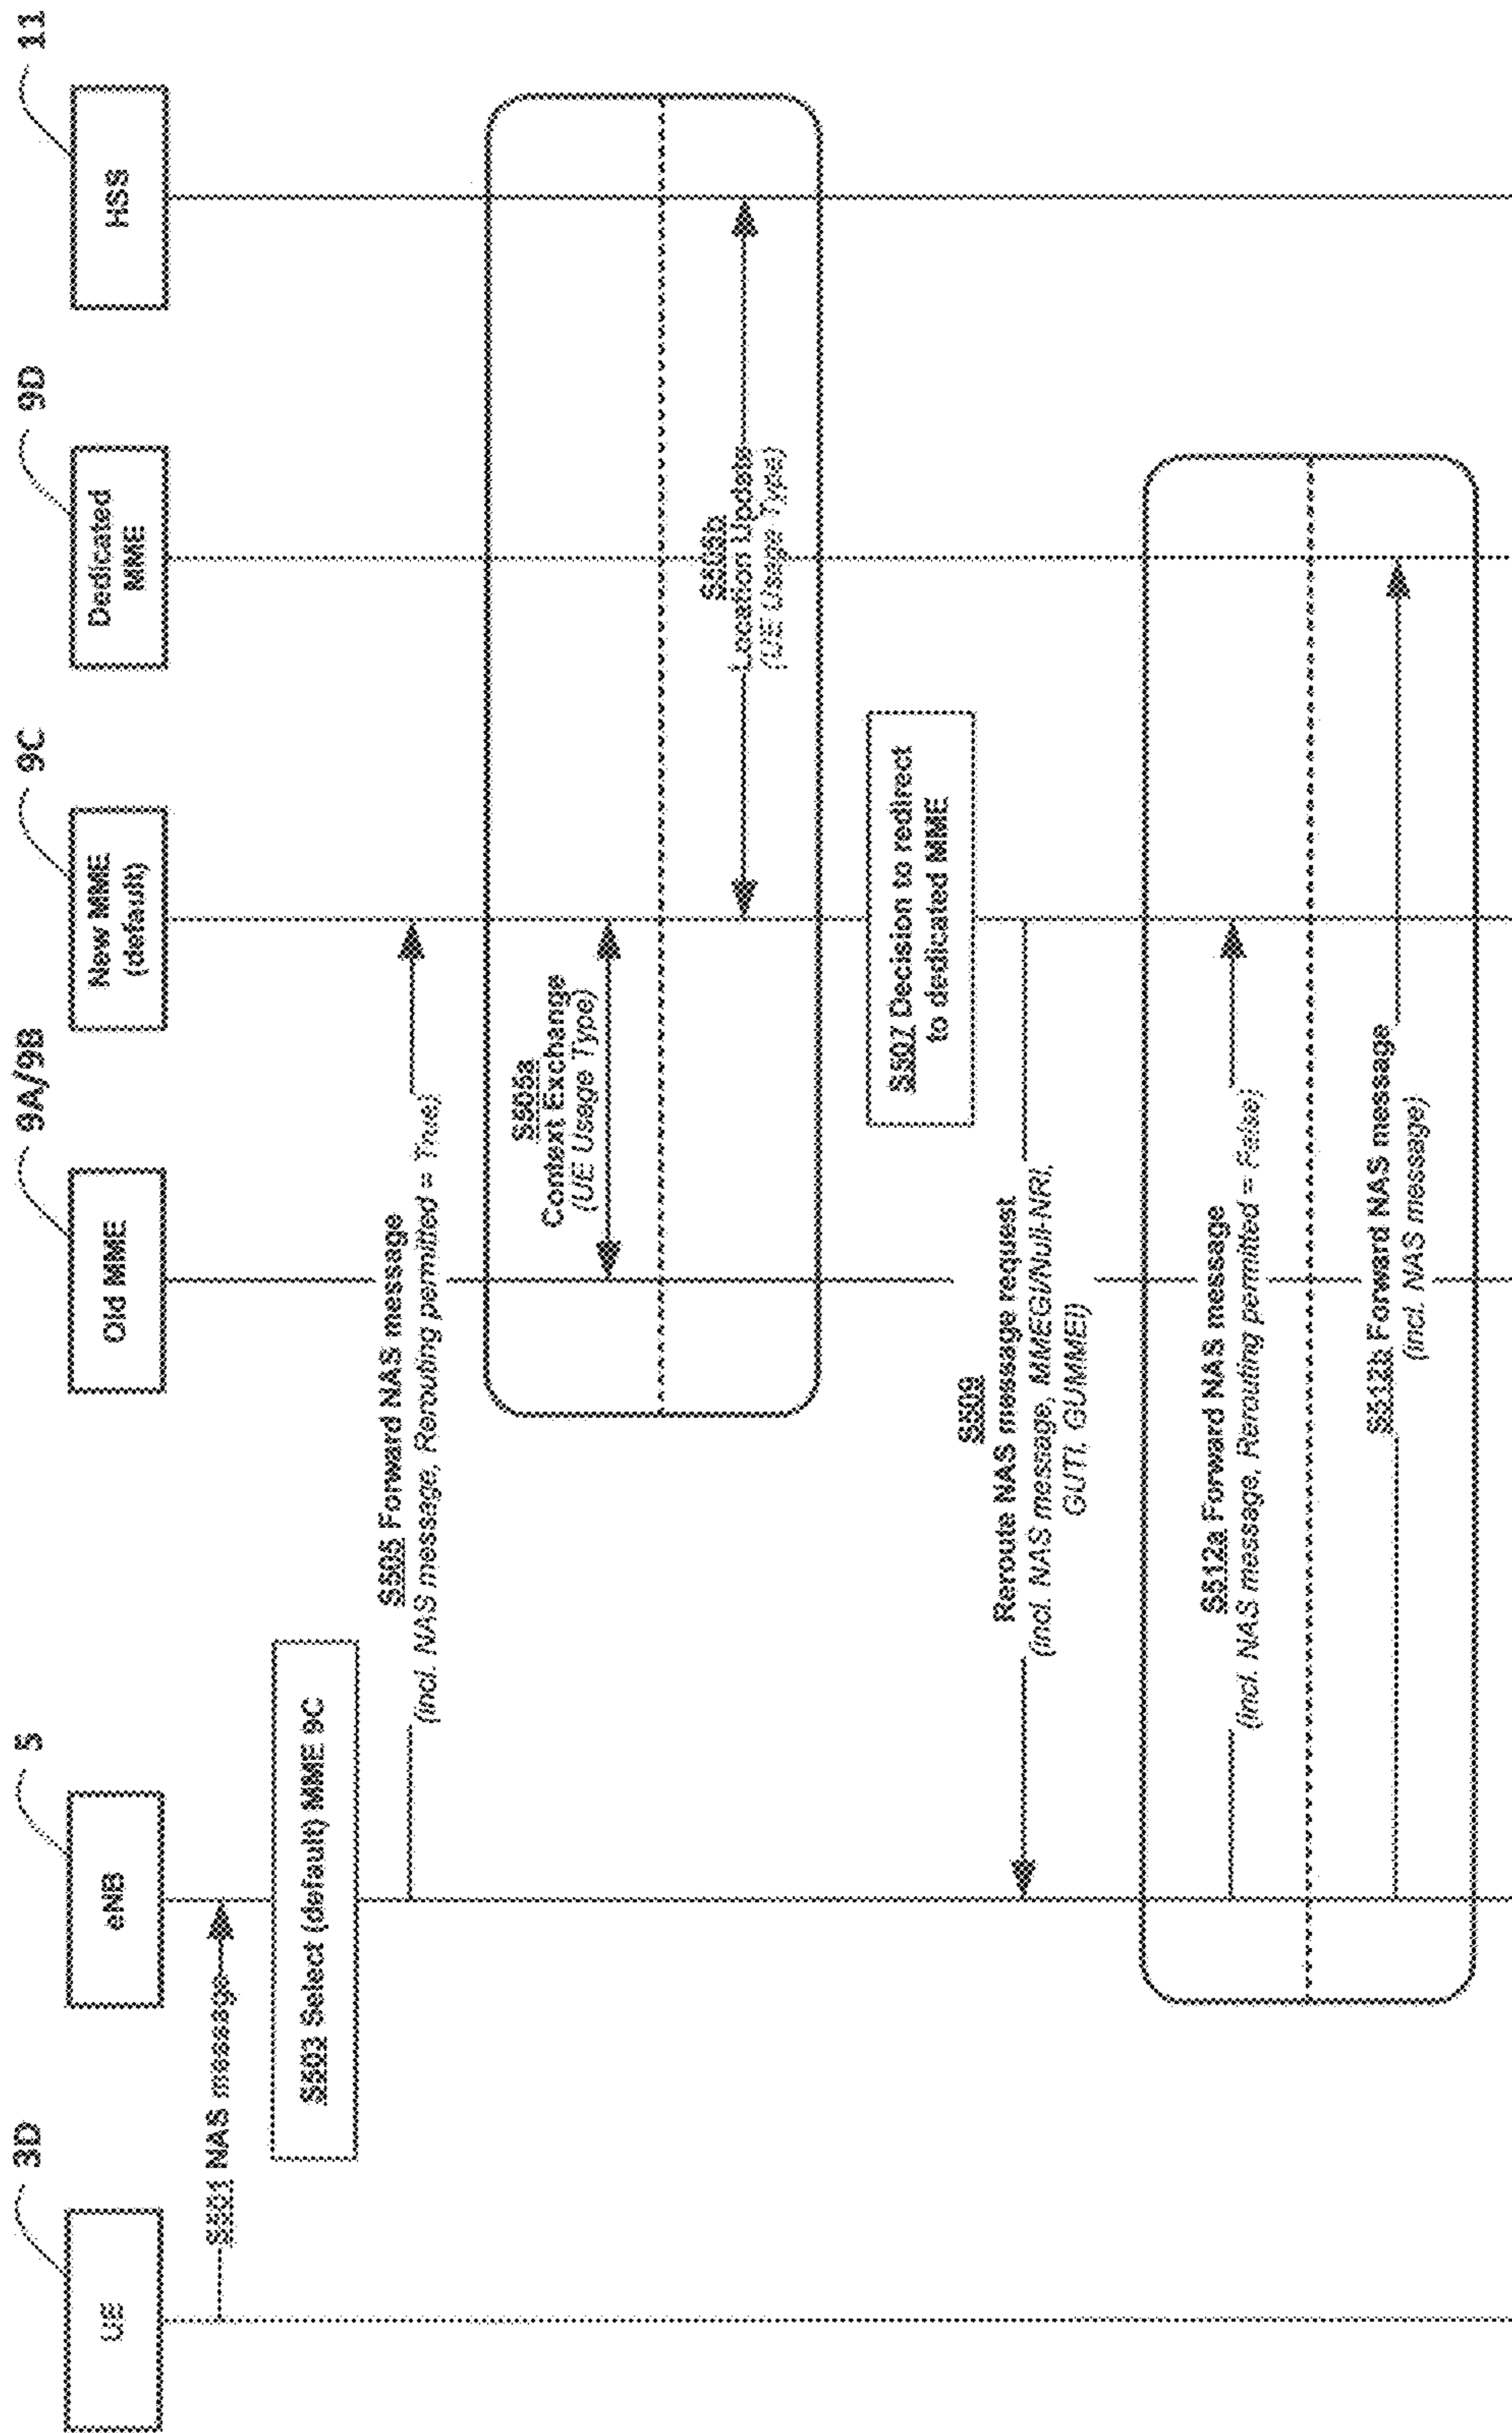 3D
5
9A/9B
9C
9D
11
UE
eNB
Old MME
New MME
(default)
Dedicated
MME
HSS
S501 NAS message
S503 Select (default) MME 9C
S505 Forward NAS message
(incl. NAS message, Rerouting permitted = True)
S505a
Context Exchange
(UE Usage Type)
S505b
Location Update
(UE Usage Type)
S507 Decision to redirect
to dedicated MME
S509
Reroute NAS message request
(incl. NAS message, MMEGI/Null-NRI,
GUTI, GUMMEI)
S512a Forward NAS message
(incl. NAS message, Rerouting permitted = False)
S512b Forward NAS message
(incl. NAS message)